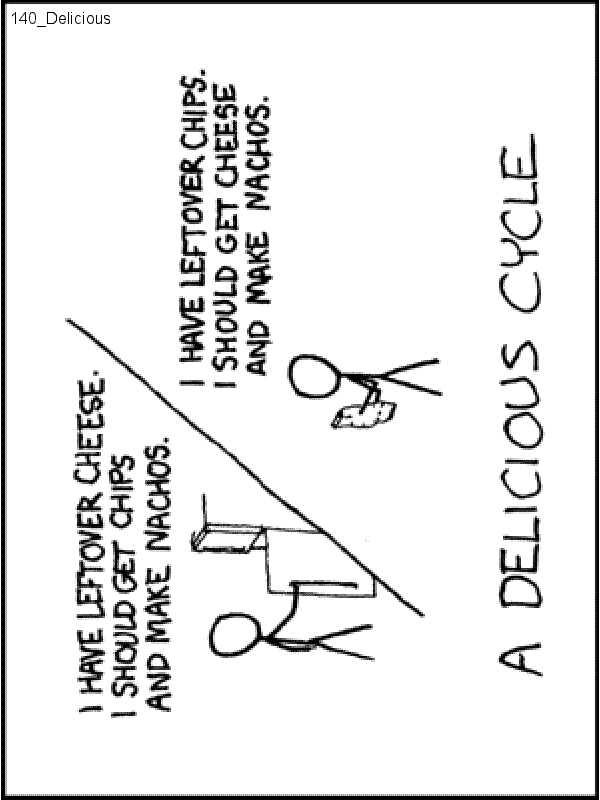 140_Delicious
I HAVE LEFTOVER CHEESE.
I SHOULD GET CHIPS
AND MAKE NACHOS.
I HAVE LEFTOVER CHIPS.
I SHOULD GET CHEESE
AND MAKE NACHOS.
A DELICIOUS CYCLE